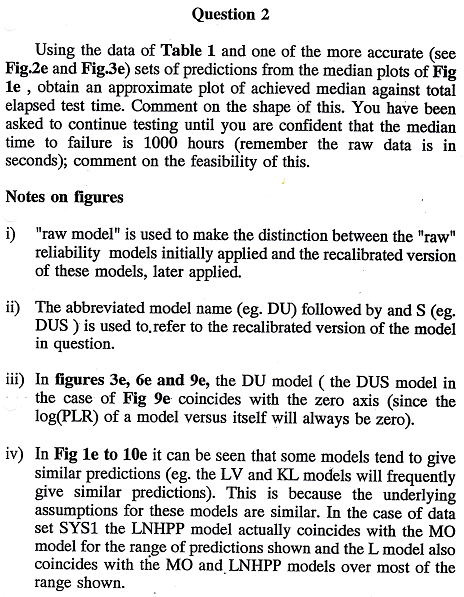 Question 2
Using the data of Table 1 and one of the more accurate (see
Fig.2e and Fig.3e) sets of predictions from the median plots of Fig
1e , obtain an approximate plot of achieved median against total
elapsed test time. Comment on the shape of this. You have been
asked to continue testing until you are confident that the median
time to failure is 1000 hours (remember the raw data is in
seconds); comment on the feasibility of this.
Notes on figures
i) "raw model" is used to make the distinction between the "raw"
reliability models initially applied and the recalibrated version
of these models, later applied.
ii) The abbreviated model name (eg. DU) followed by and S (eg.
DUS ) is used to.refer to the recalibrated version of the model
in question.
iii) In figures 3e, 6e and 9e, the DU model ( the DUS model in
the case of Fig 9e coincides with the zero axis (since the
log(PLR) of a model versus itself will always be zero).
iv) In Fig 1e to 10e it can be seen that some models tend to give
similar predictions (eg. the LV and KL models will frequently
give similar predictions). This is because the underlying
assumptions for these models are similar. In the case of data
set SYS1 the LNHPP model actually coincides with the MO
model for the range of predictions shown and the L model also
coincides with the MO and LNHPP models over most of the
range shown.